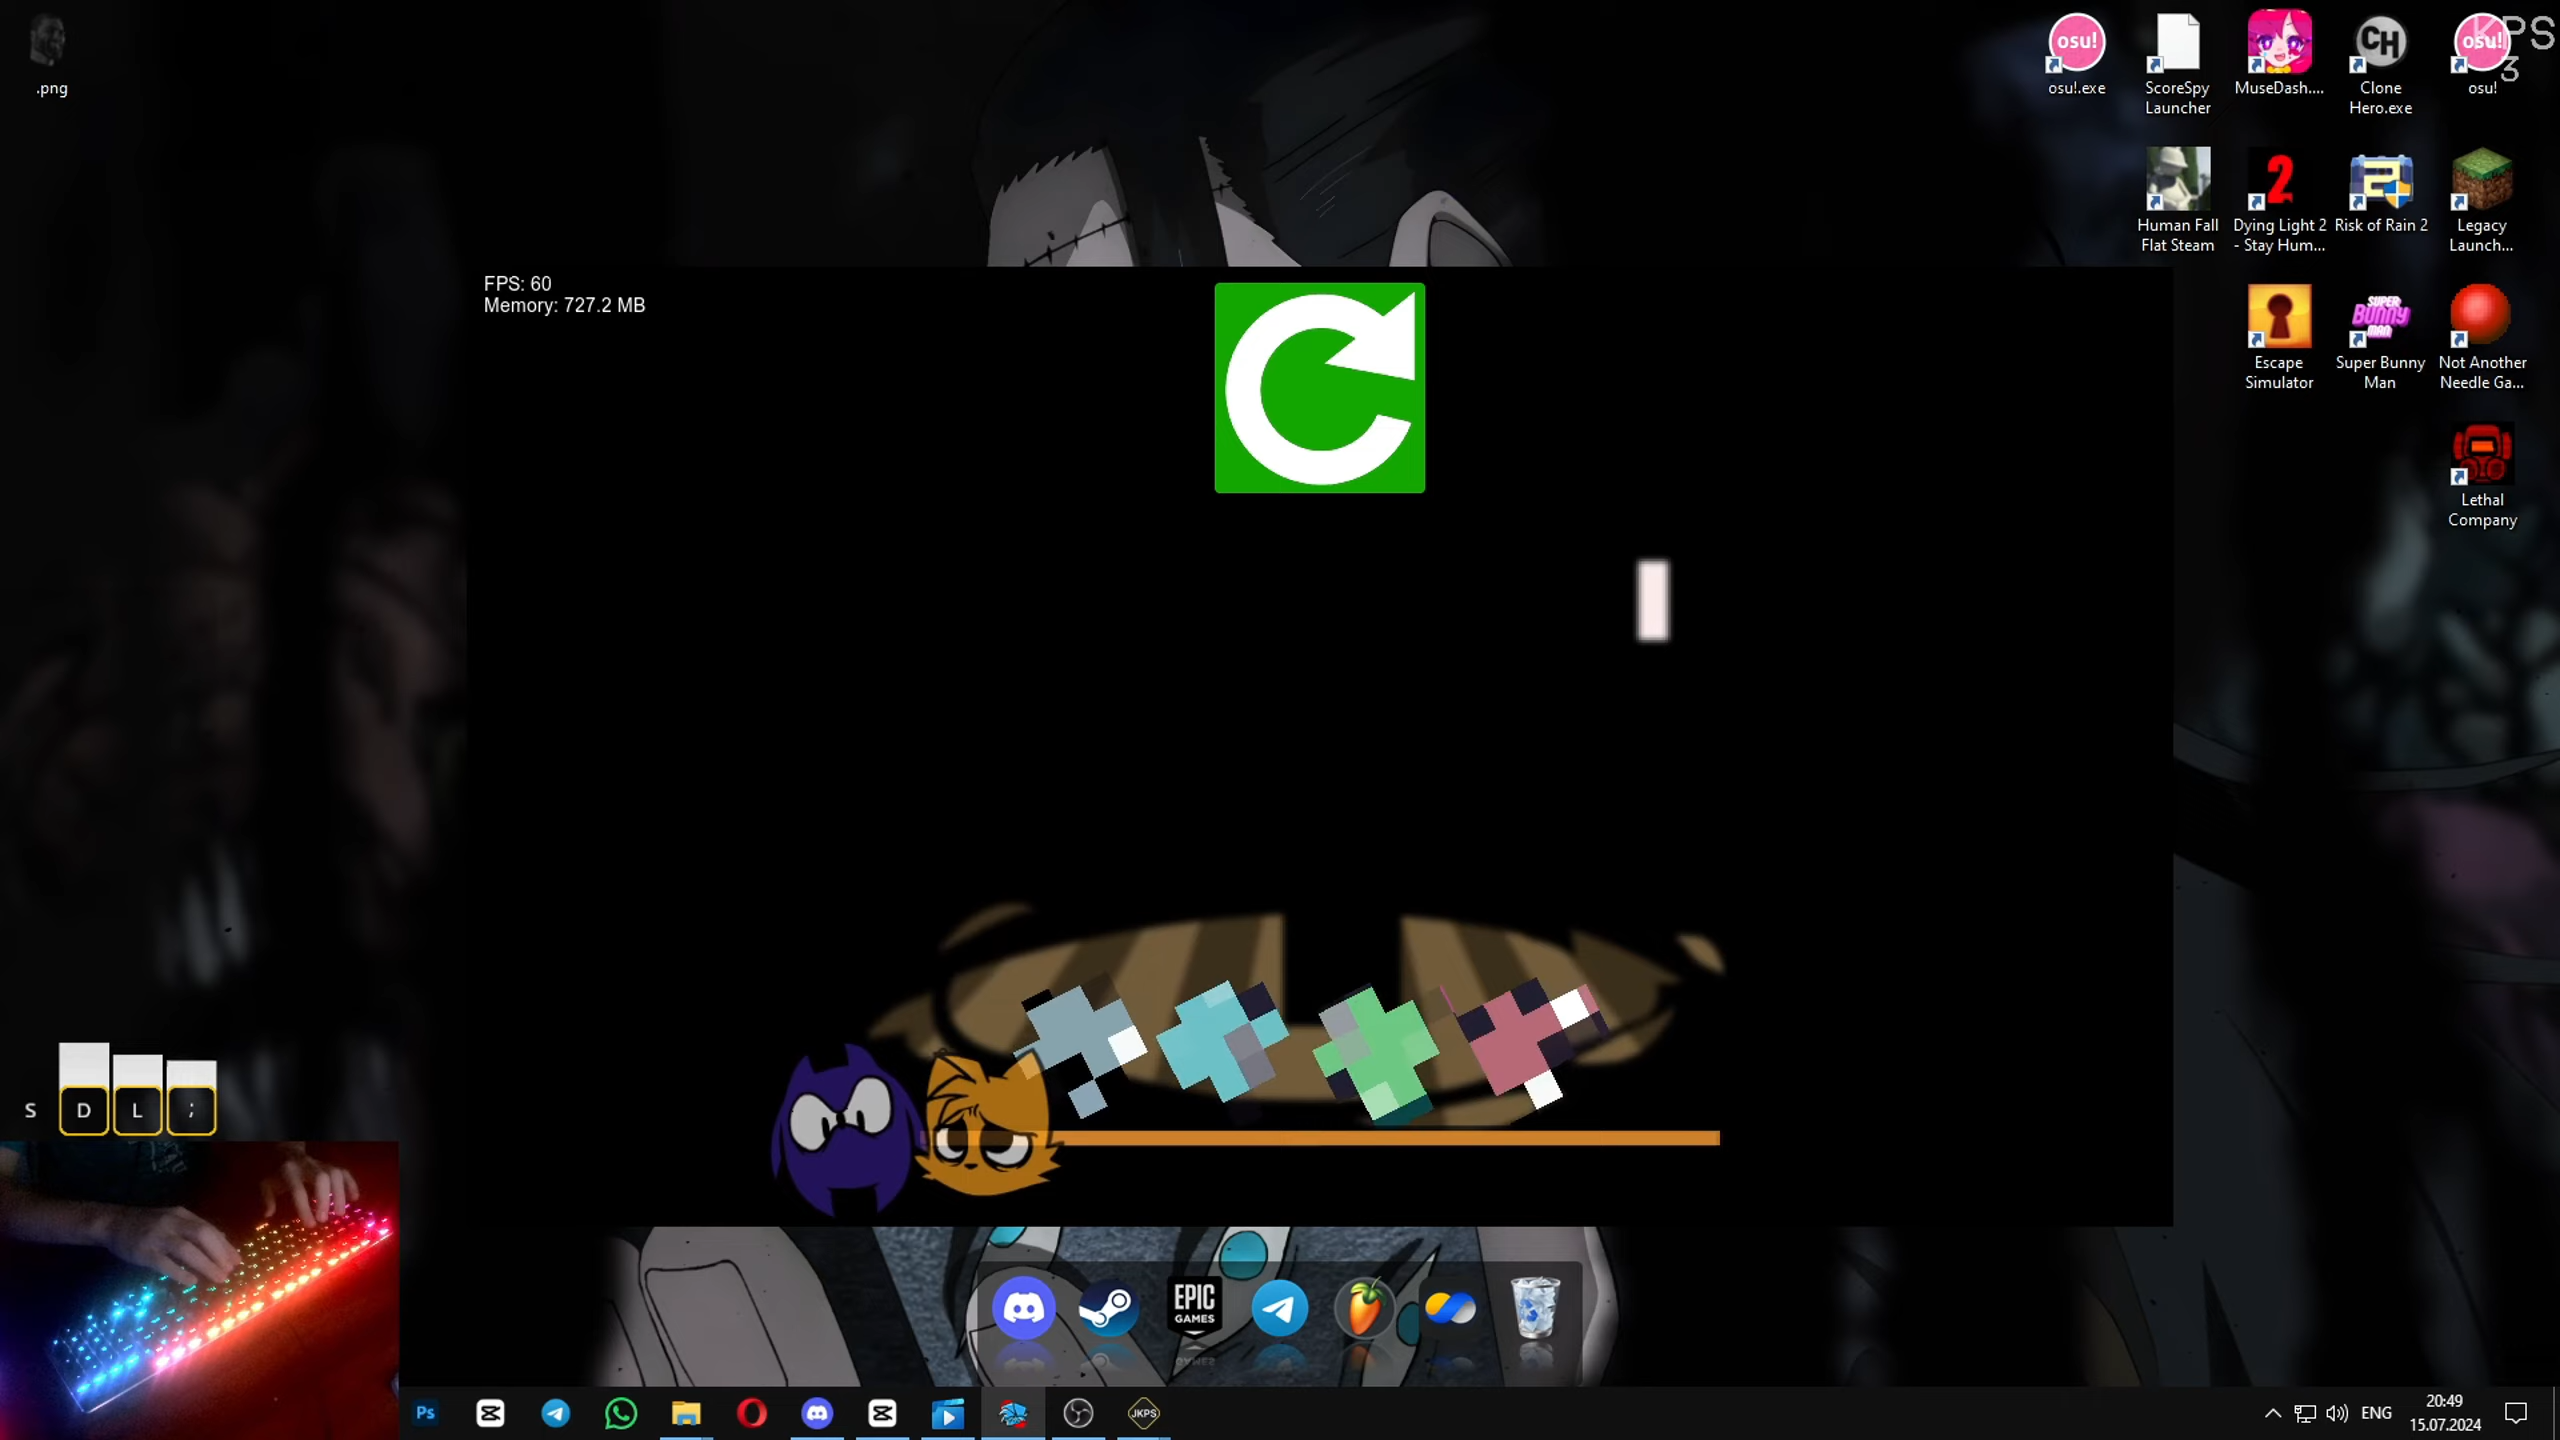 .png
osu!
osu!.exe
ScoreSpy
Launcher
MuseDash....
CH
Clone
Hero.exe
osu!
osu!
KPS
3
Human Fall
Flat Steam
2
Dying Light 2
- Stay Hum...
2
Risk of Rain 2
Legacy
Launch...
Escape
Simulator
SUPER
BUNNY
MAN
Super Bunny
Man
Not Another
Needle Ga...
Lethal
Company
FPS: 60
Memory: 727.2 MB
S
D
L
;
EPIC
GAMES
Ps
JKPS
ENG
20:49
15.07.2024